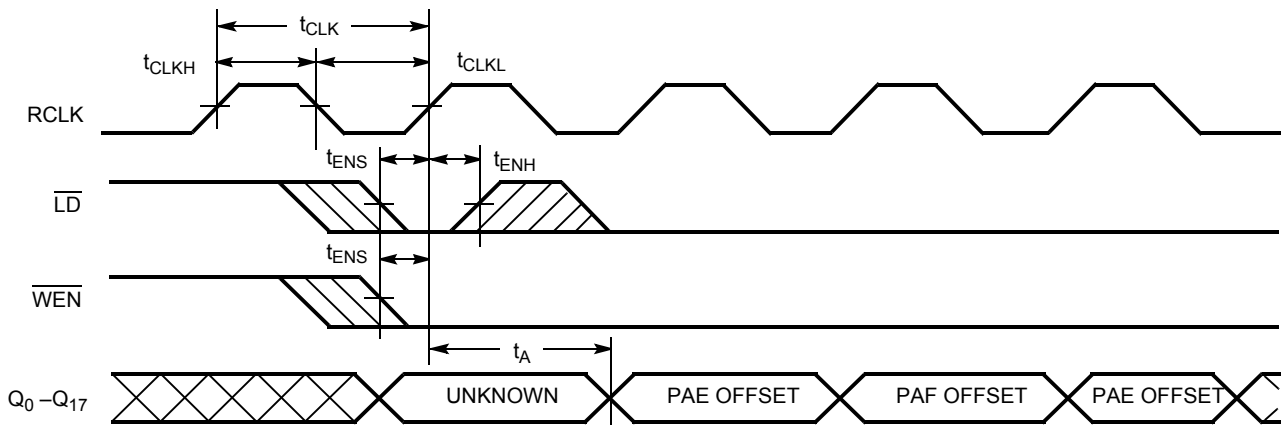 tCLK
tCLKH
tCLKL
RCLK
tENS
tENH
LD
tENS
WEN
tA
Q0 –Q17
UNKNOWN
PAE OFFSET
PAF OFFSET
PAE OFFSET